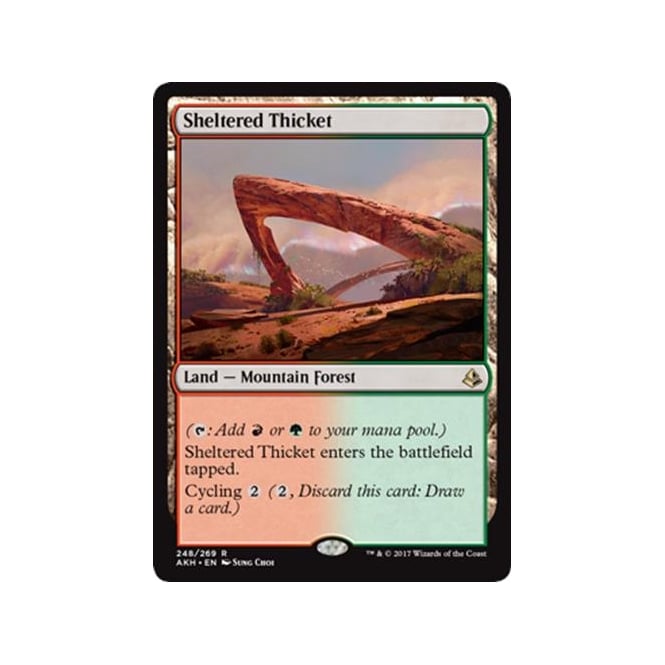 Sheltered Thicket
Land — Mountain Forest
( : Add or to your mana pool.)
Sheltered Thicket enters the battlefield
tapped.
Cycling 2 (2, Discard this card: Draw
a card.)
248/269 R
™ & © 2017 Wizards of the Coast
AKH • EN Sung Choi